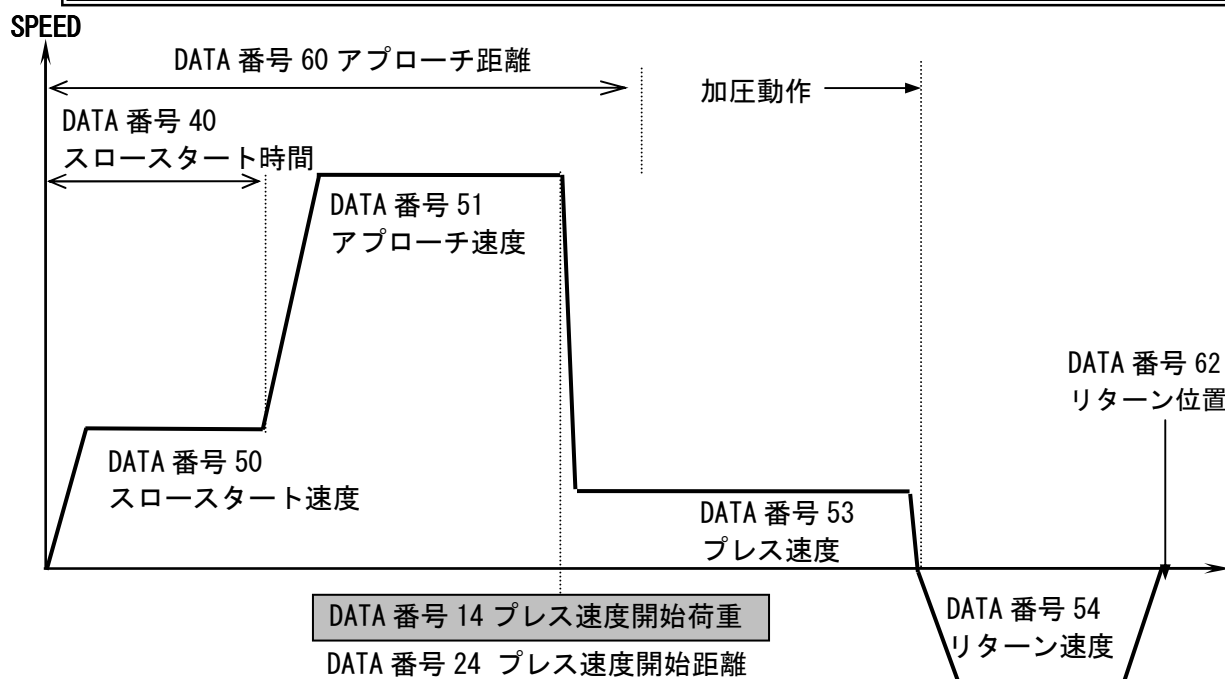 SPEED
DATA 番号 60 アプローチ距離
加圧動作
DATA 番号 40
スロースタート時間
DATA 番号 51
アプローチ速度
DATA 番号 62
リターン位置
DATA 番号 50
スロースタート速度
DATA 番号 53
プレス速度
DATA 番号 14 プレス速度開始荷重
DATA 番号 54
リターン速度
DATA 番号 24 プレス速度開始距離